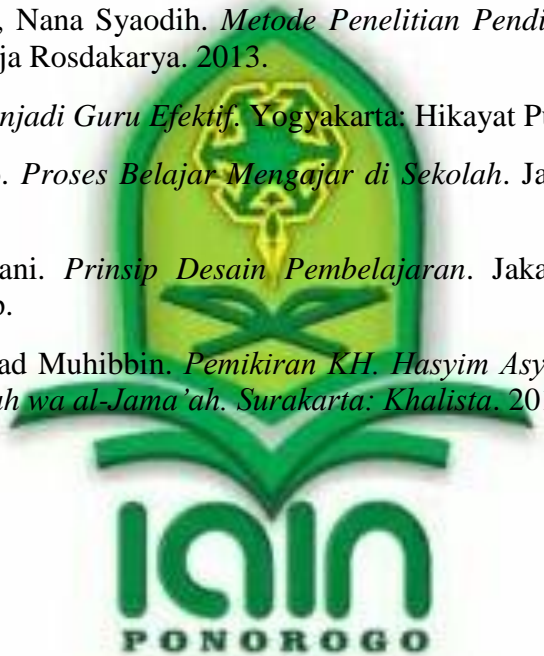 , Nana Syaodih. Metode Penelitian Pendi
ja Rosdakarya. 2013.
njadi Guru Efektif. Yogyakarta: Hikayat Pu
. Proses Belajar Mengajar di Sekolah. Ja
ani. Prinsip Desain Pembelajaran. Jaka
ad Muhibbin. Pemikiran KH. Hasyim Asy
ah wa al-Jama’ah. Surakarta: Khalista. 20
IAIN
PONOROGO